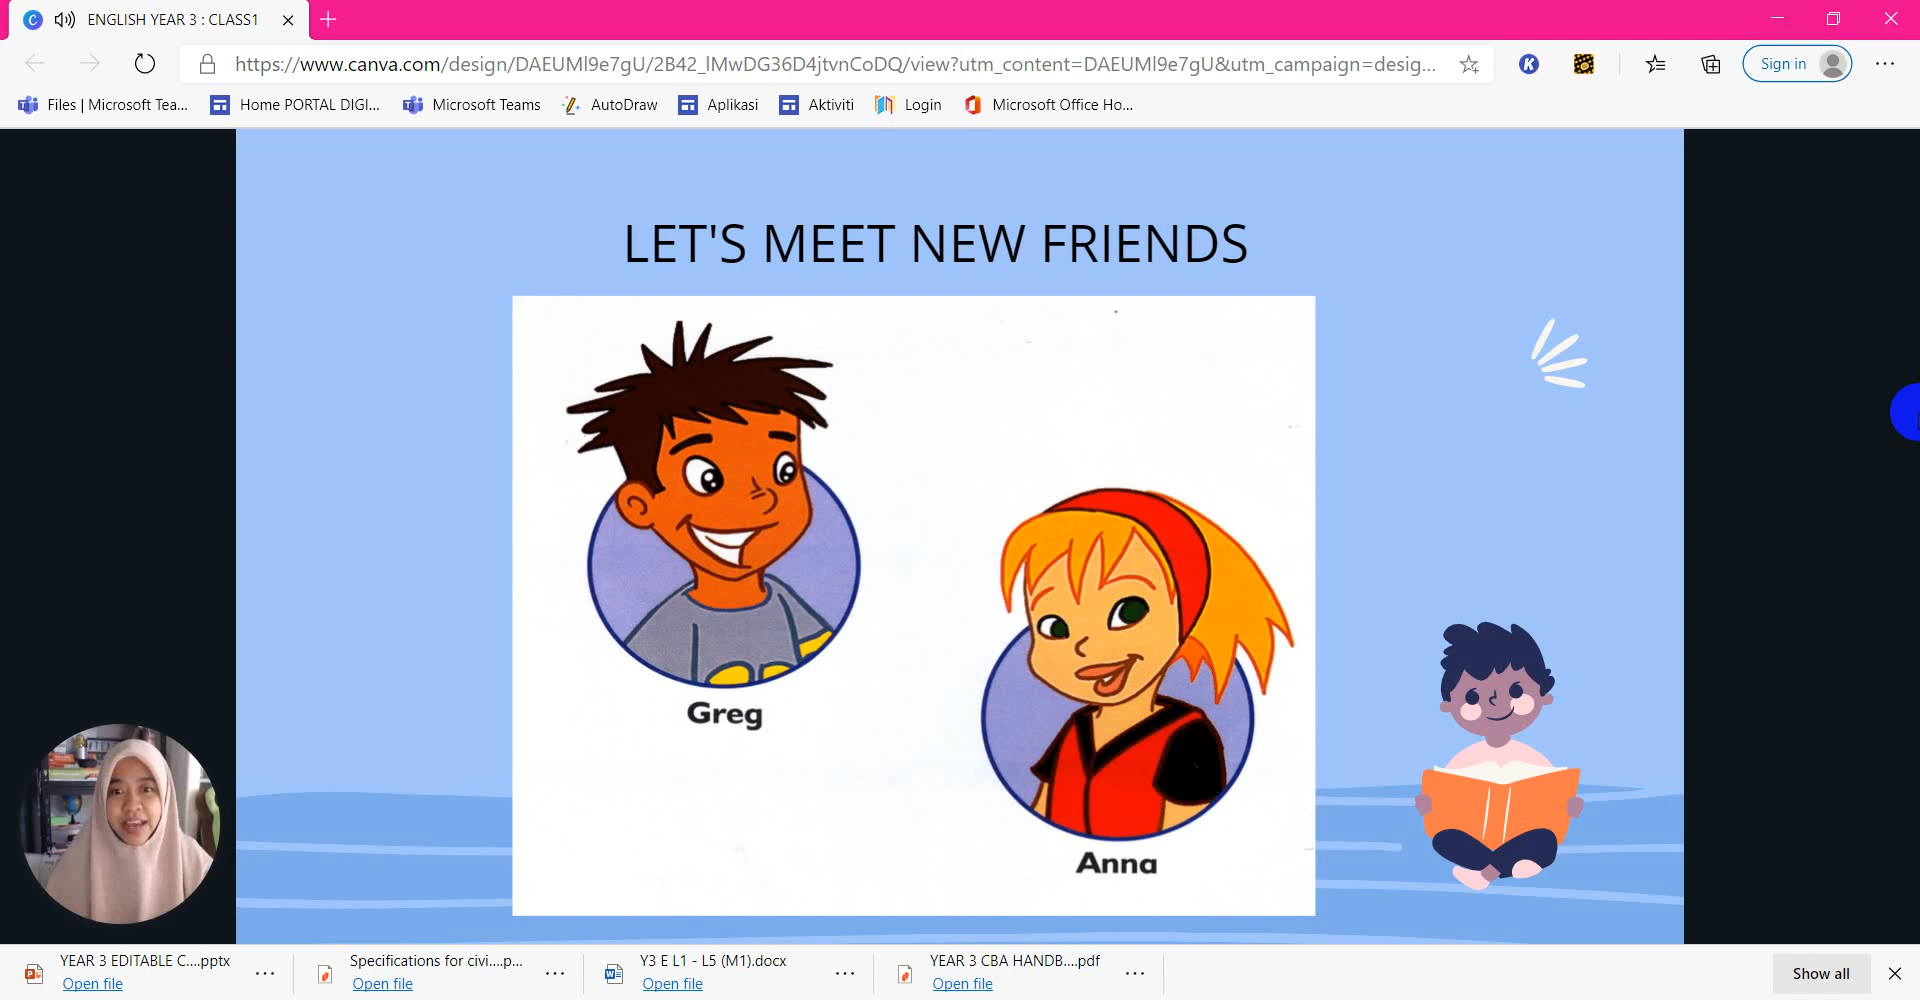 ENGLISH YEAR 3 : CLASS1
https://www.canva.com/design/DAEUMl9e7gU/2B42_lMwDG36D4jtvnCoDQ/view?utm_content=DAEUMl9e7gU&utm_campaign=desig...
Sign in
Files | Microsoft Tea... Home PORTAL DIGI... Microsoft Teams AutoDraw Aplikasi Aktiviti Login Microsoft Office Ho...
LET'S MEET NEW FRIENDS
Greg
Anna
YEAR 3 EDITABLE C....pptx
Open file
Specifications for civi....p...
Open file
Y3 E L1 - L5 (M1).docx
Open file
YEAR 3 CBA HANDB....pdf
Open file
Show all